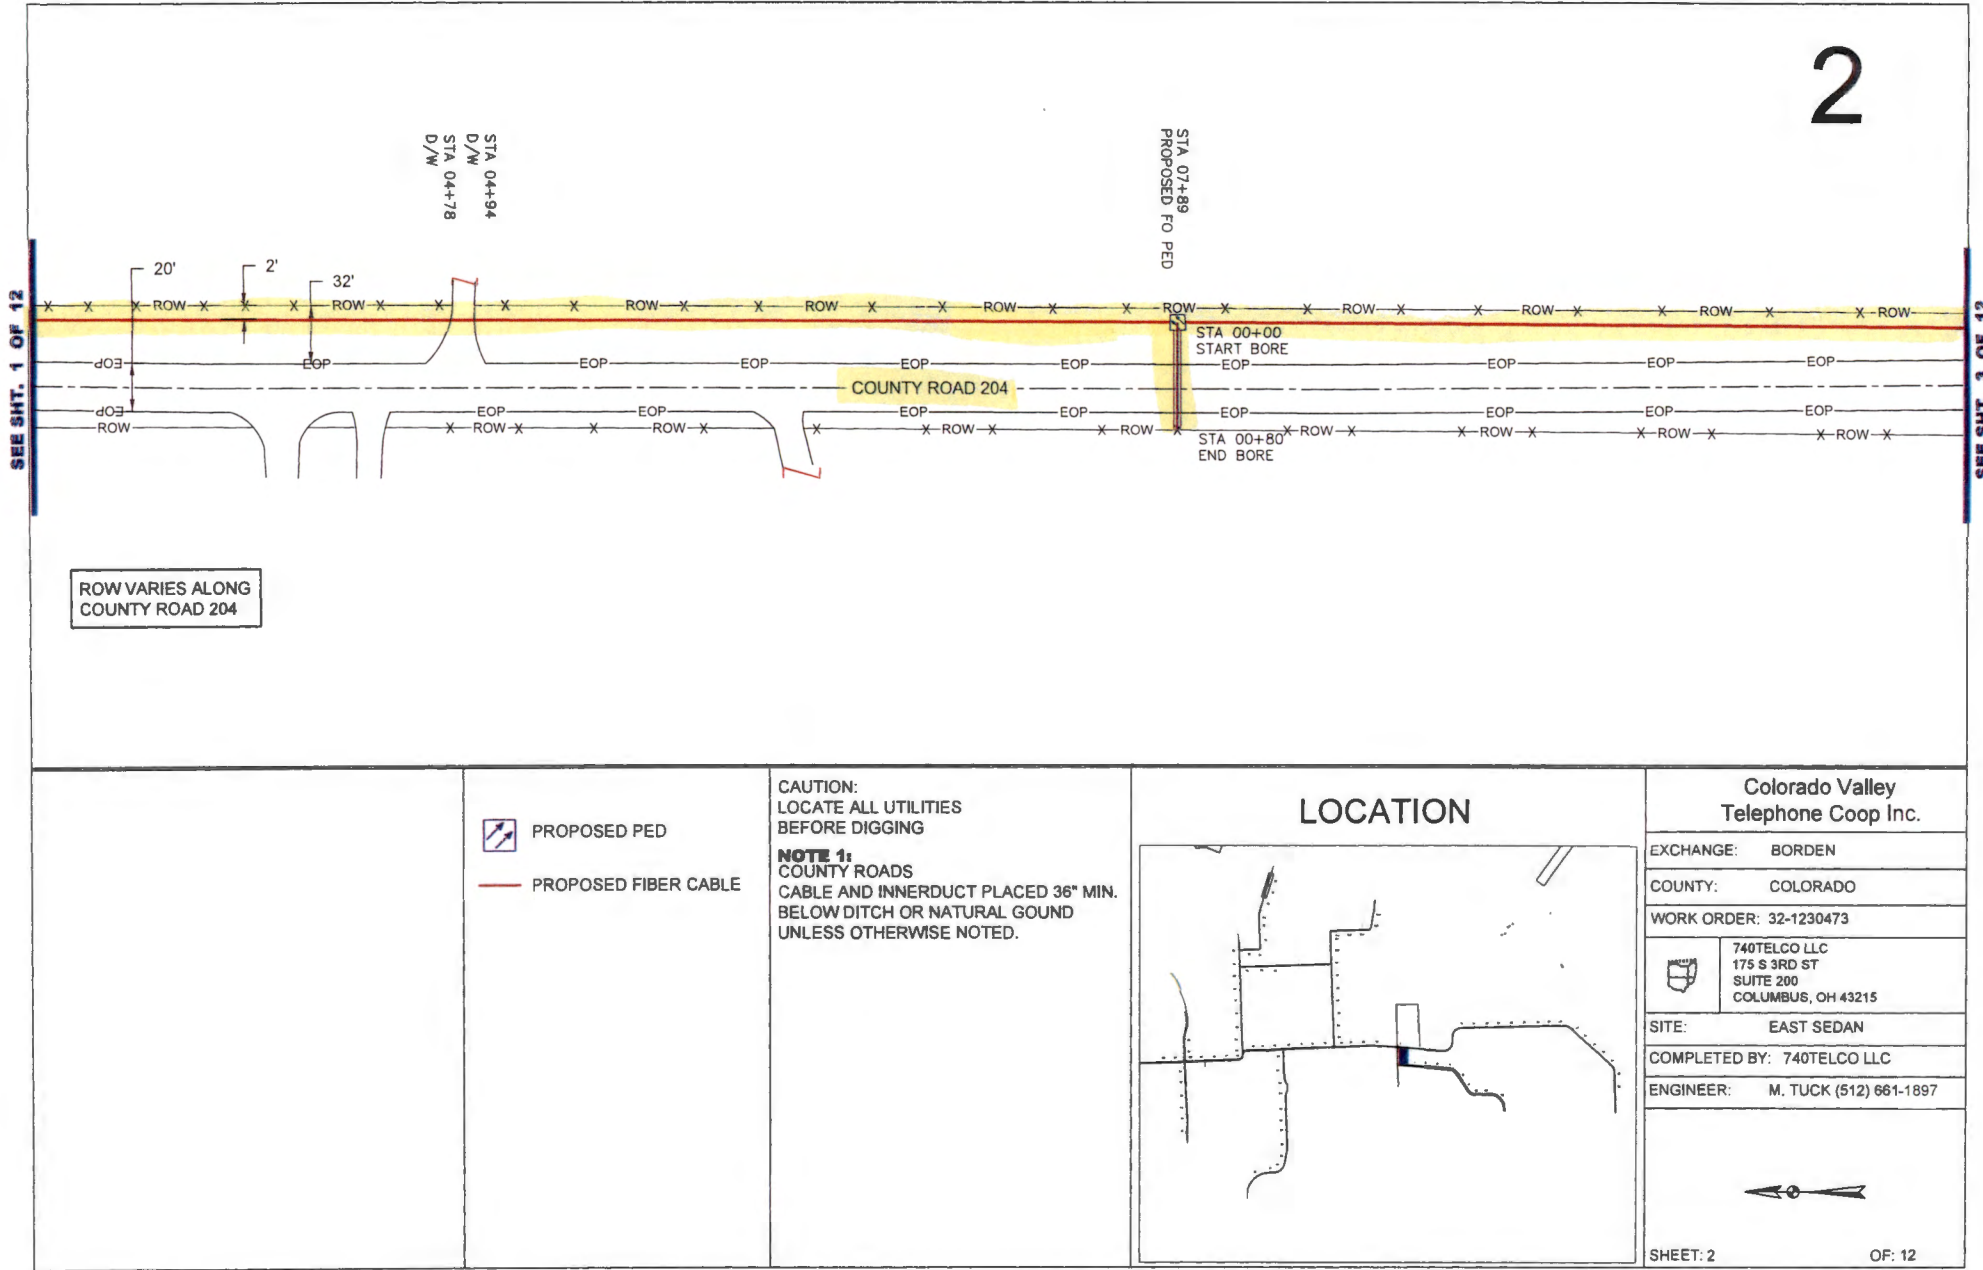 2
STA 04+94
D/W
STA 04+78
D/W
STA 07+89
PROPOSED FO PED
20'
2'
32'
SEE SHT. 1 OF 12
SEE SHT. 3 OF 12
X X X ROW X X ROW X X X X ROW X X ROW X X ROW X X ROW X X ROW X X ROW X X ROW X X ROW
STA 00+00
START BORE
EOP EOP EOP EOP EOP EOP EOP EOP EOP EOP
COUNTY ROAD 204
EOP EOP EOP EOP EOP EOP EOP EOP EOP
ROW X ROW X X ROW X X X ROW X X ROW X X ROW X X ROW X X ROW X X ROW X
STA 00+80
END BORE
ROW VARIES ALONG
COUNTY ROAD 204
PROPOSED PED
PROPOSED FIBER CABLE
CAUTION:
LOCATE ALL UTILITIES
BEFORE DIGGING
NOTE 1:
COUNTY ROADS
CABLE AND INNERDUCT PLACED 36" MIN.
BELOW DITCH OR NATURAL GOUND
UNLESS OTHERWISE NOTED.
LOCATION
Colorado Valley
Telephone Coop Inc.
EXCHANGE: BORDEN
COUNTY: COLORADO
WORK ORDER: 32-1230473
740TELCO LLC
175 S 3RD ST
SUITE 200
COLUMBUS, OH 43215
SITE: EAST SEDAN
COMPLETED BY: 740TELCO LLC
ENGINEER: M. TUCK (512) 661-1897
SHEET: 2 OF: 12